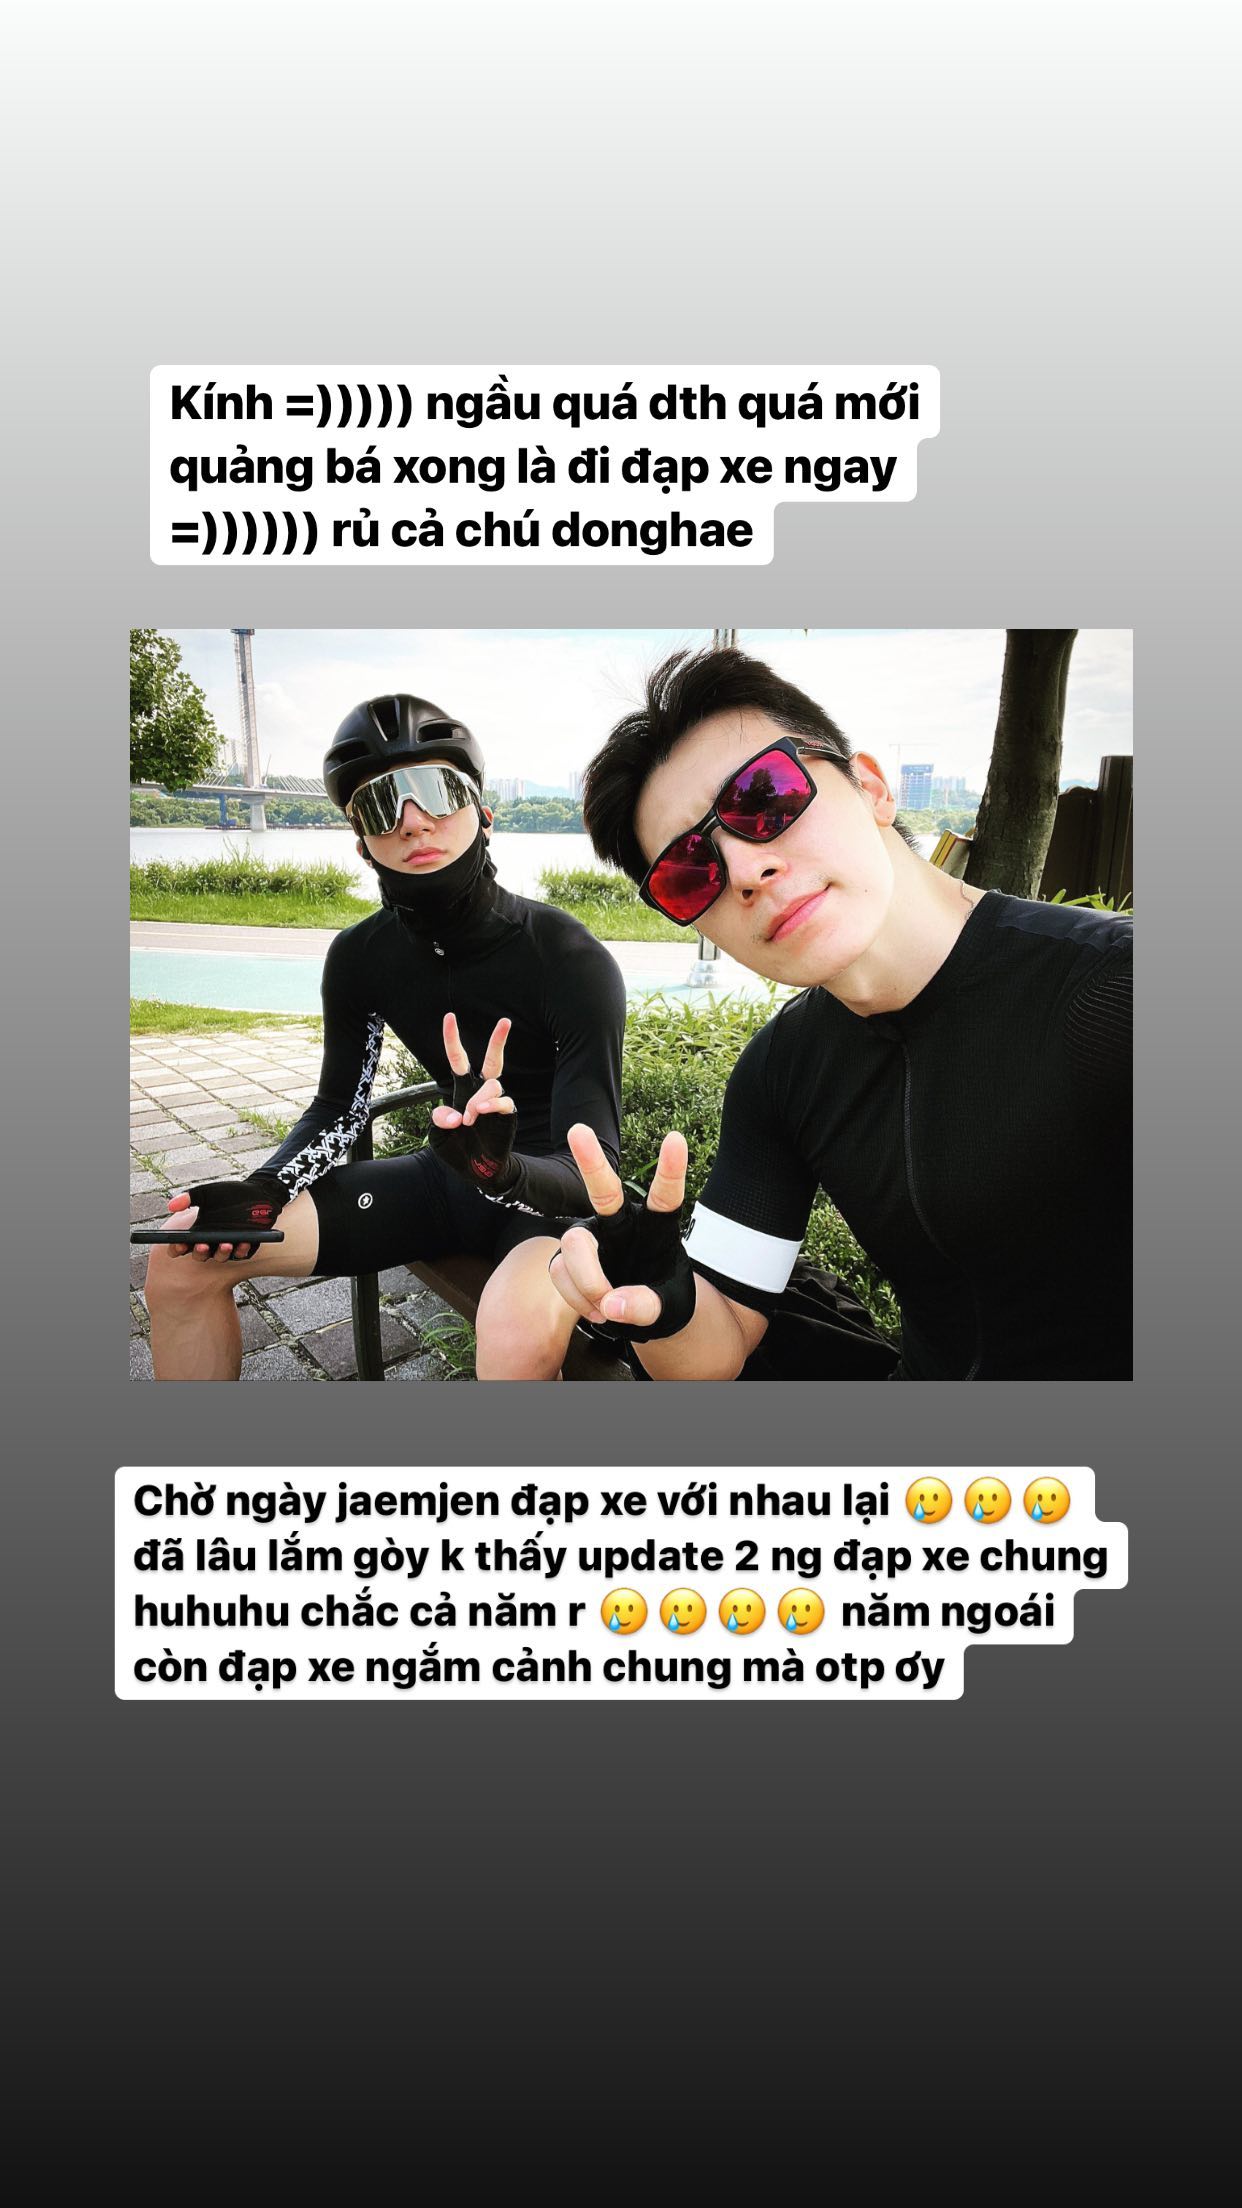 Kính =))))) ngầu quá dth quá mới
quảng bá xong là đi đạp xe ngay
=)))))) rủ cả chú donghae
Chờ ngày jaemjen đạp xe với nhau lại 🥲🥲🥲
đã lâu lắm gòy k thấy update 2 ng đạp xe chung
huhuhu chắc cả năm r 🥲🥲🥲🥲 năm ngoái
còn đạp xe ngắm cảnh chung mà otp ơy